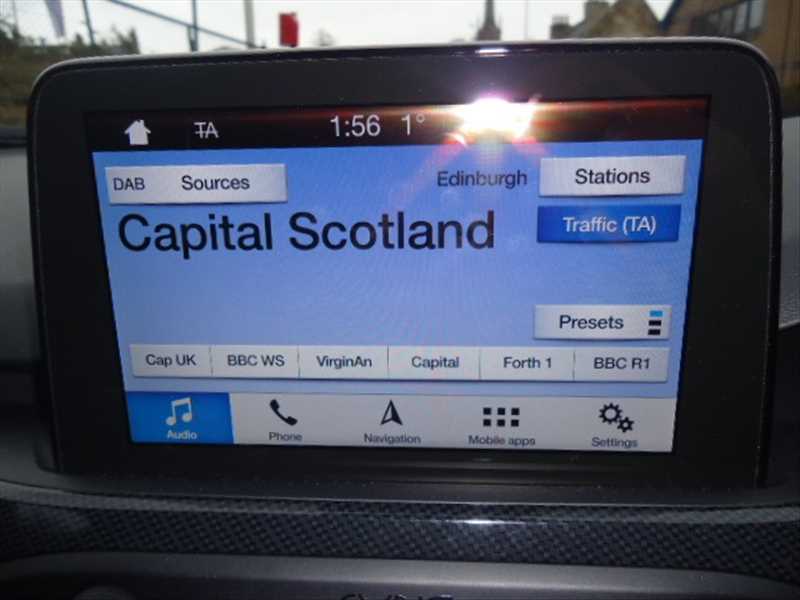 TA 1:56 1°
DAB Sources Edinburgh Stations
Capital Scotland
Traffic (TA)
Presets
Cap UK BBC WS VirginAn Capital Forth 1 BBC R1
Audio Phone Navigation Mobile apps Settings